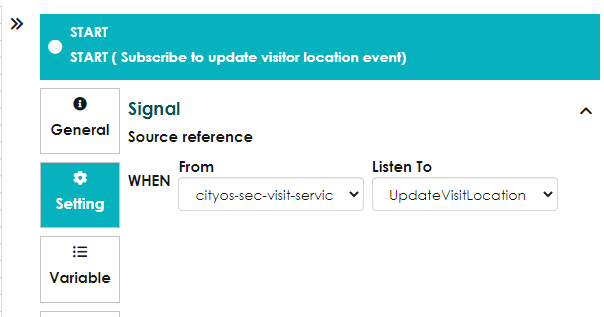 START
START ( Subscribe to update visitor location event)
General
Signal
Source reference
WHEN
From
cityos-sec-visit-servic
Listen To
UpdateVisitLocation
Setting
Variable